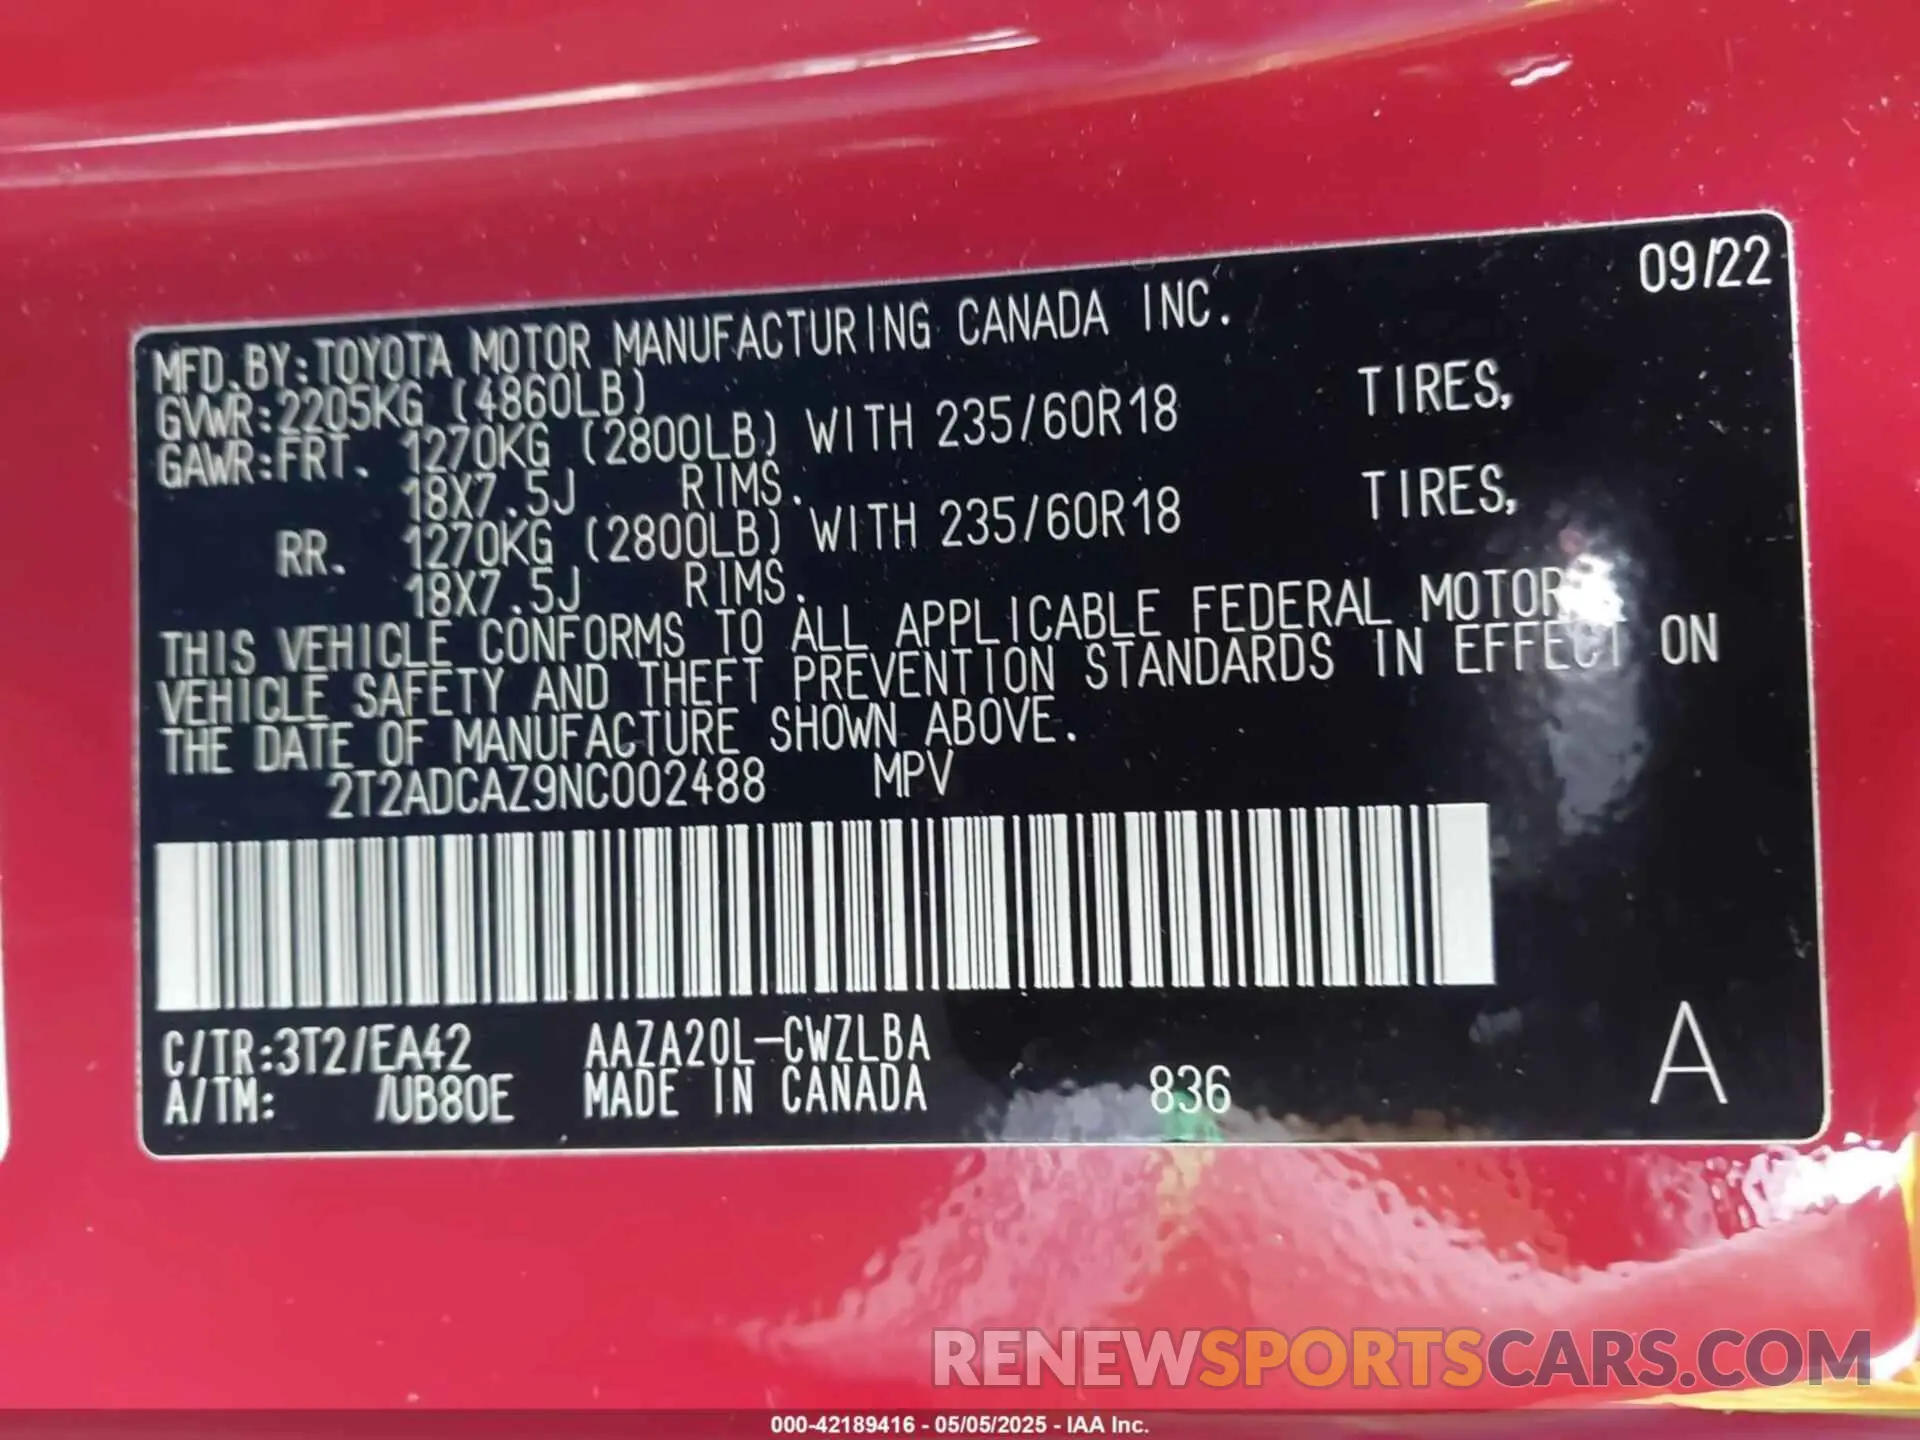 09/22
MFD.BY:TOYOTA MOTOR MANUFACTURING CANADA INC.
GVWR:2205KG (4860LB)
GAWR:FRT. 1270KG (2800LB) WITH 235/60R18 TIRES,
18X7.5J RIMS.
RR. 1270KG (2800LB) WITH 235/60R18 TIRES,
18X7.5J RIMS.
THIS VEHICLE CONFORMS TO ALL APPLICABLE FEDERAL MOTOR
VEHICLE SAFETY AND THEFT PREVENTION STANDARDS IN EFFECT ON
THE DATE OF MANUFACTURE SHOWN ABOVE.
2T2ADCAZ9NC002488 MPV
C/TR:3T2/EA42 AAZA20L-CWZLBA
A/TM: /UB80E MADE IN CANADA 836 A
RENEWSPORTSCARS.COM
000-42189416 - 05/05/2025 - IAA Inc.